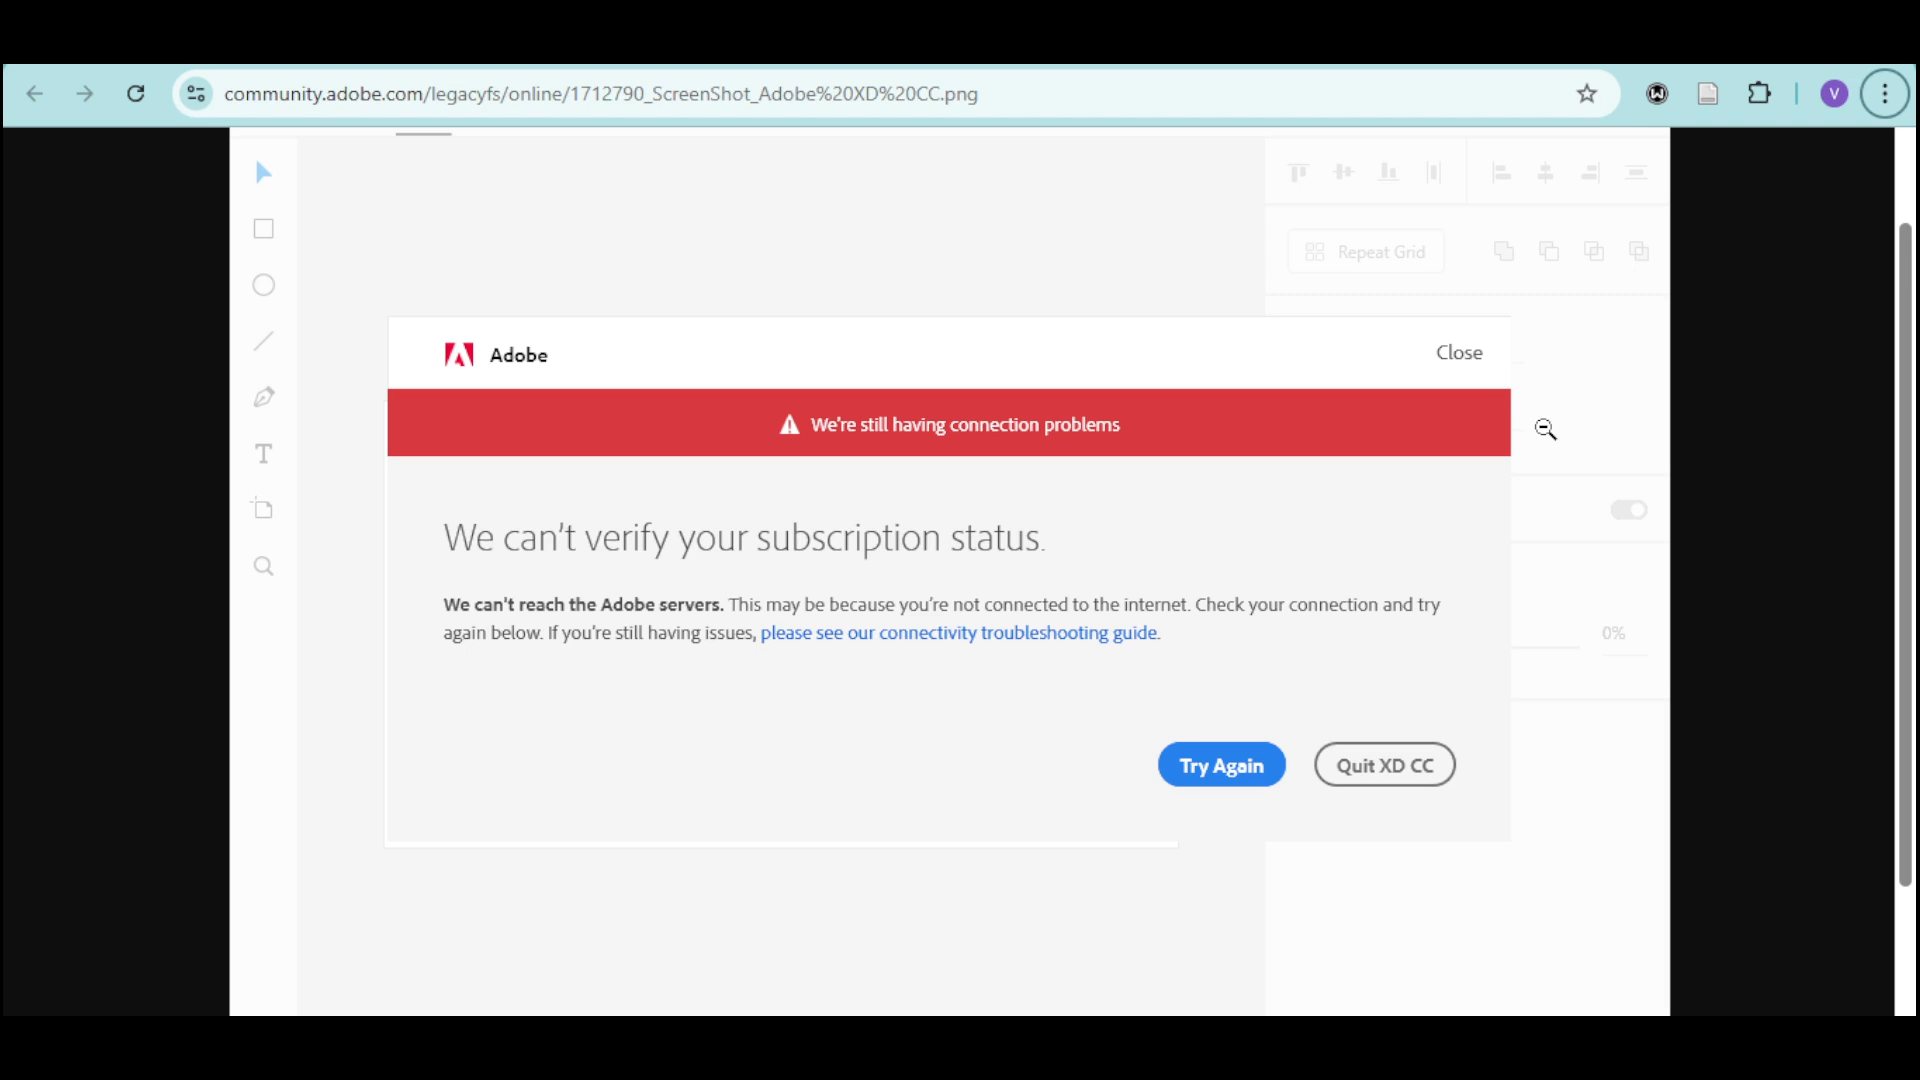 community.adobe.com/legacyfs/online/1712790_ScreenShot_Adobe%20XD%20CC.png
W
V
Repeat Grid
Adobe
Close
We're still having connection problems
We can't verify your subscription status.
We can't reach the Adobe servers. This may be because you're not connected to the internet. Check your connection and try
again below. If you're still having issues, please see our connectivity troubleshooting guide.
0%
Try Again
Quit XD CC